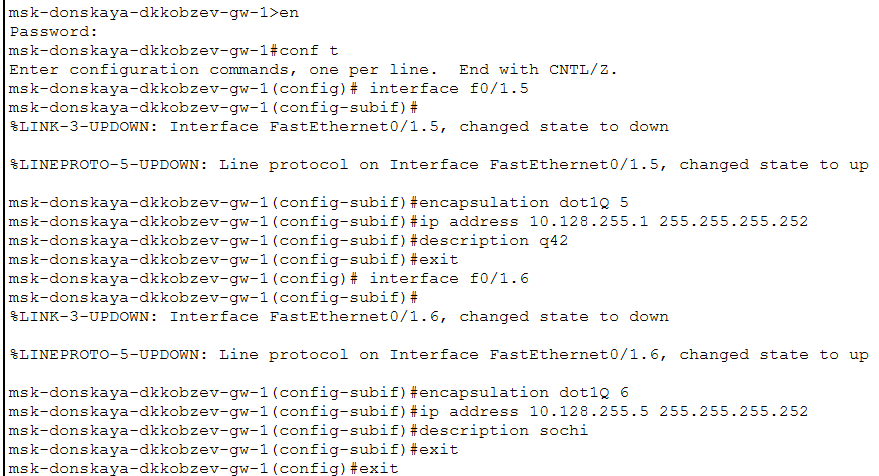 msk-donskaya-dkkobzev-gw-1>en
Password:
msk-donskaya-dkkobzev-gw-1#conf t
Enter configuration commands, one per line.  End with CNTL/Z.
msk-donskaya-dkkobzev-gw-1(config)# interface f0/1.5
msk-donskaya-dkkobzev-gw-1(config-subif)#
%LINK-3-UPDOWN: Interface FastEthernet0/1.5, changed state to down
%LINEPROTO-5-UPDOWN: Line protocol on Interface FastEthernet0/1.5, changed state to up
msk-donskaya-dkkobzev-gw-1(config-subif)#encapsulation dot1Q 5
msk-donskaya-dkkobzev-gw-1(config-subif)#ip address 10.128.255.1 255.255.255.252
msk-donskaya-dkkobzev-gw-1(config-subif)#description q42
msk-donskaya-dkkobzev-gw-1(config-subif)#exit
msk-donskaya-dkkobzev-gw-1(config)# interface f0/1.6
msk-donskaya-dkkobzev-gw-1(config-subif)#
%LINK-3-UPDOWN: Interface FastEthernet0/1.6, changed state to down
%LINEPROTO-5-UPDOWN: Line protocol on Interface FastEthernet0/1.6, changed state to up
msk-donskaya-dkkobzev-gw-1(config-subif)#encapsulation dot1Q 6
msk-donskaya-dkkobzev-gw-1(config-subif)#ip address 10.128.255.5 255.255.255.252
msk-donskaya-dkkobzev-gw-1(config-subif)#description sochi
msk-donskaya-dkkobzev-gw-1(config-subif)#exit
msk-donskaya-dkkobzev-gw-1(config)#exit